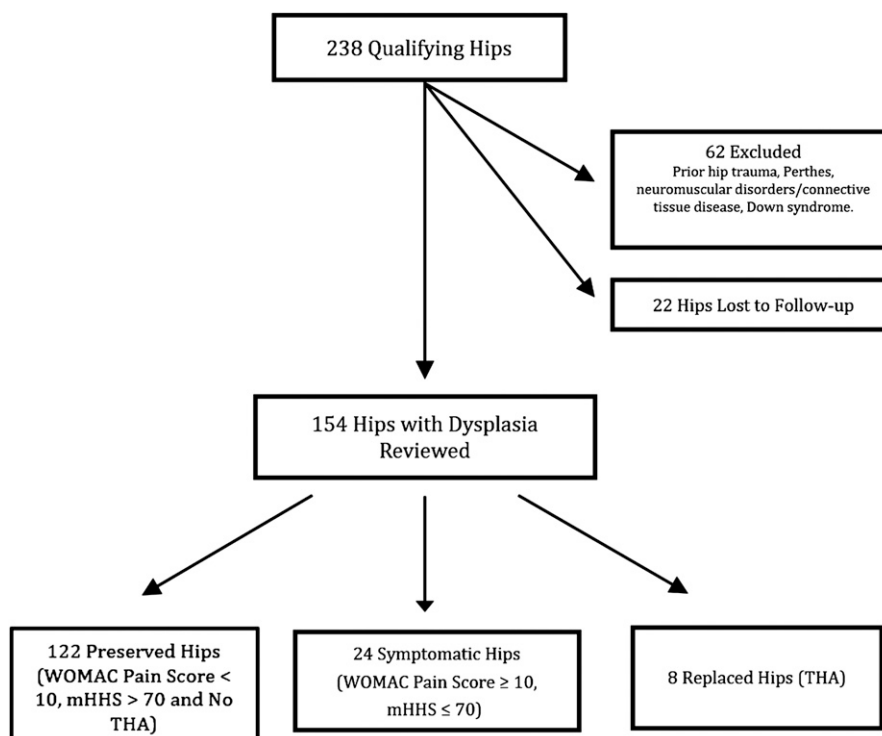 238 Qualifying Hips
62 Excluded
Prior hip trauma, Perthes,
neuromuscular disorders/connective
tissue disease, Down syndrome.
22 Hips Lost to Follow-up
154 Hips with Dysplasia
Reviewed
122 Preserved Hips
(WOMAC Pain Score <
10, mHHS > 70 and No
THA)
24 Symptomatic Hips
(WOMAC Pain Score ≥ 10,
mHHS ≤ 70)
8 Replaced Hips (THA)